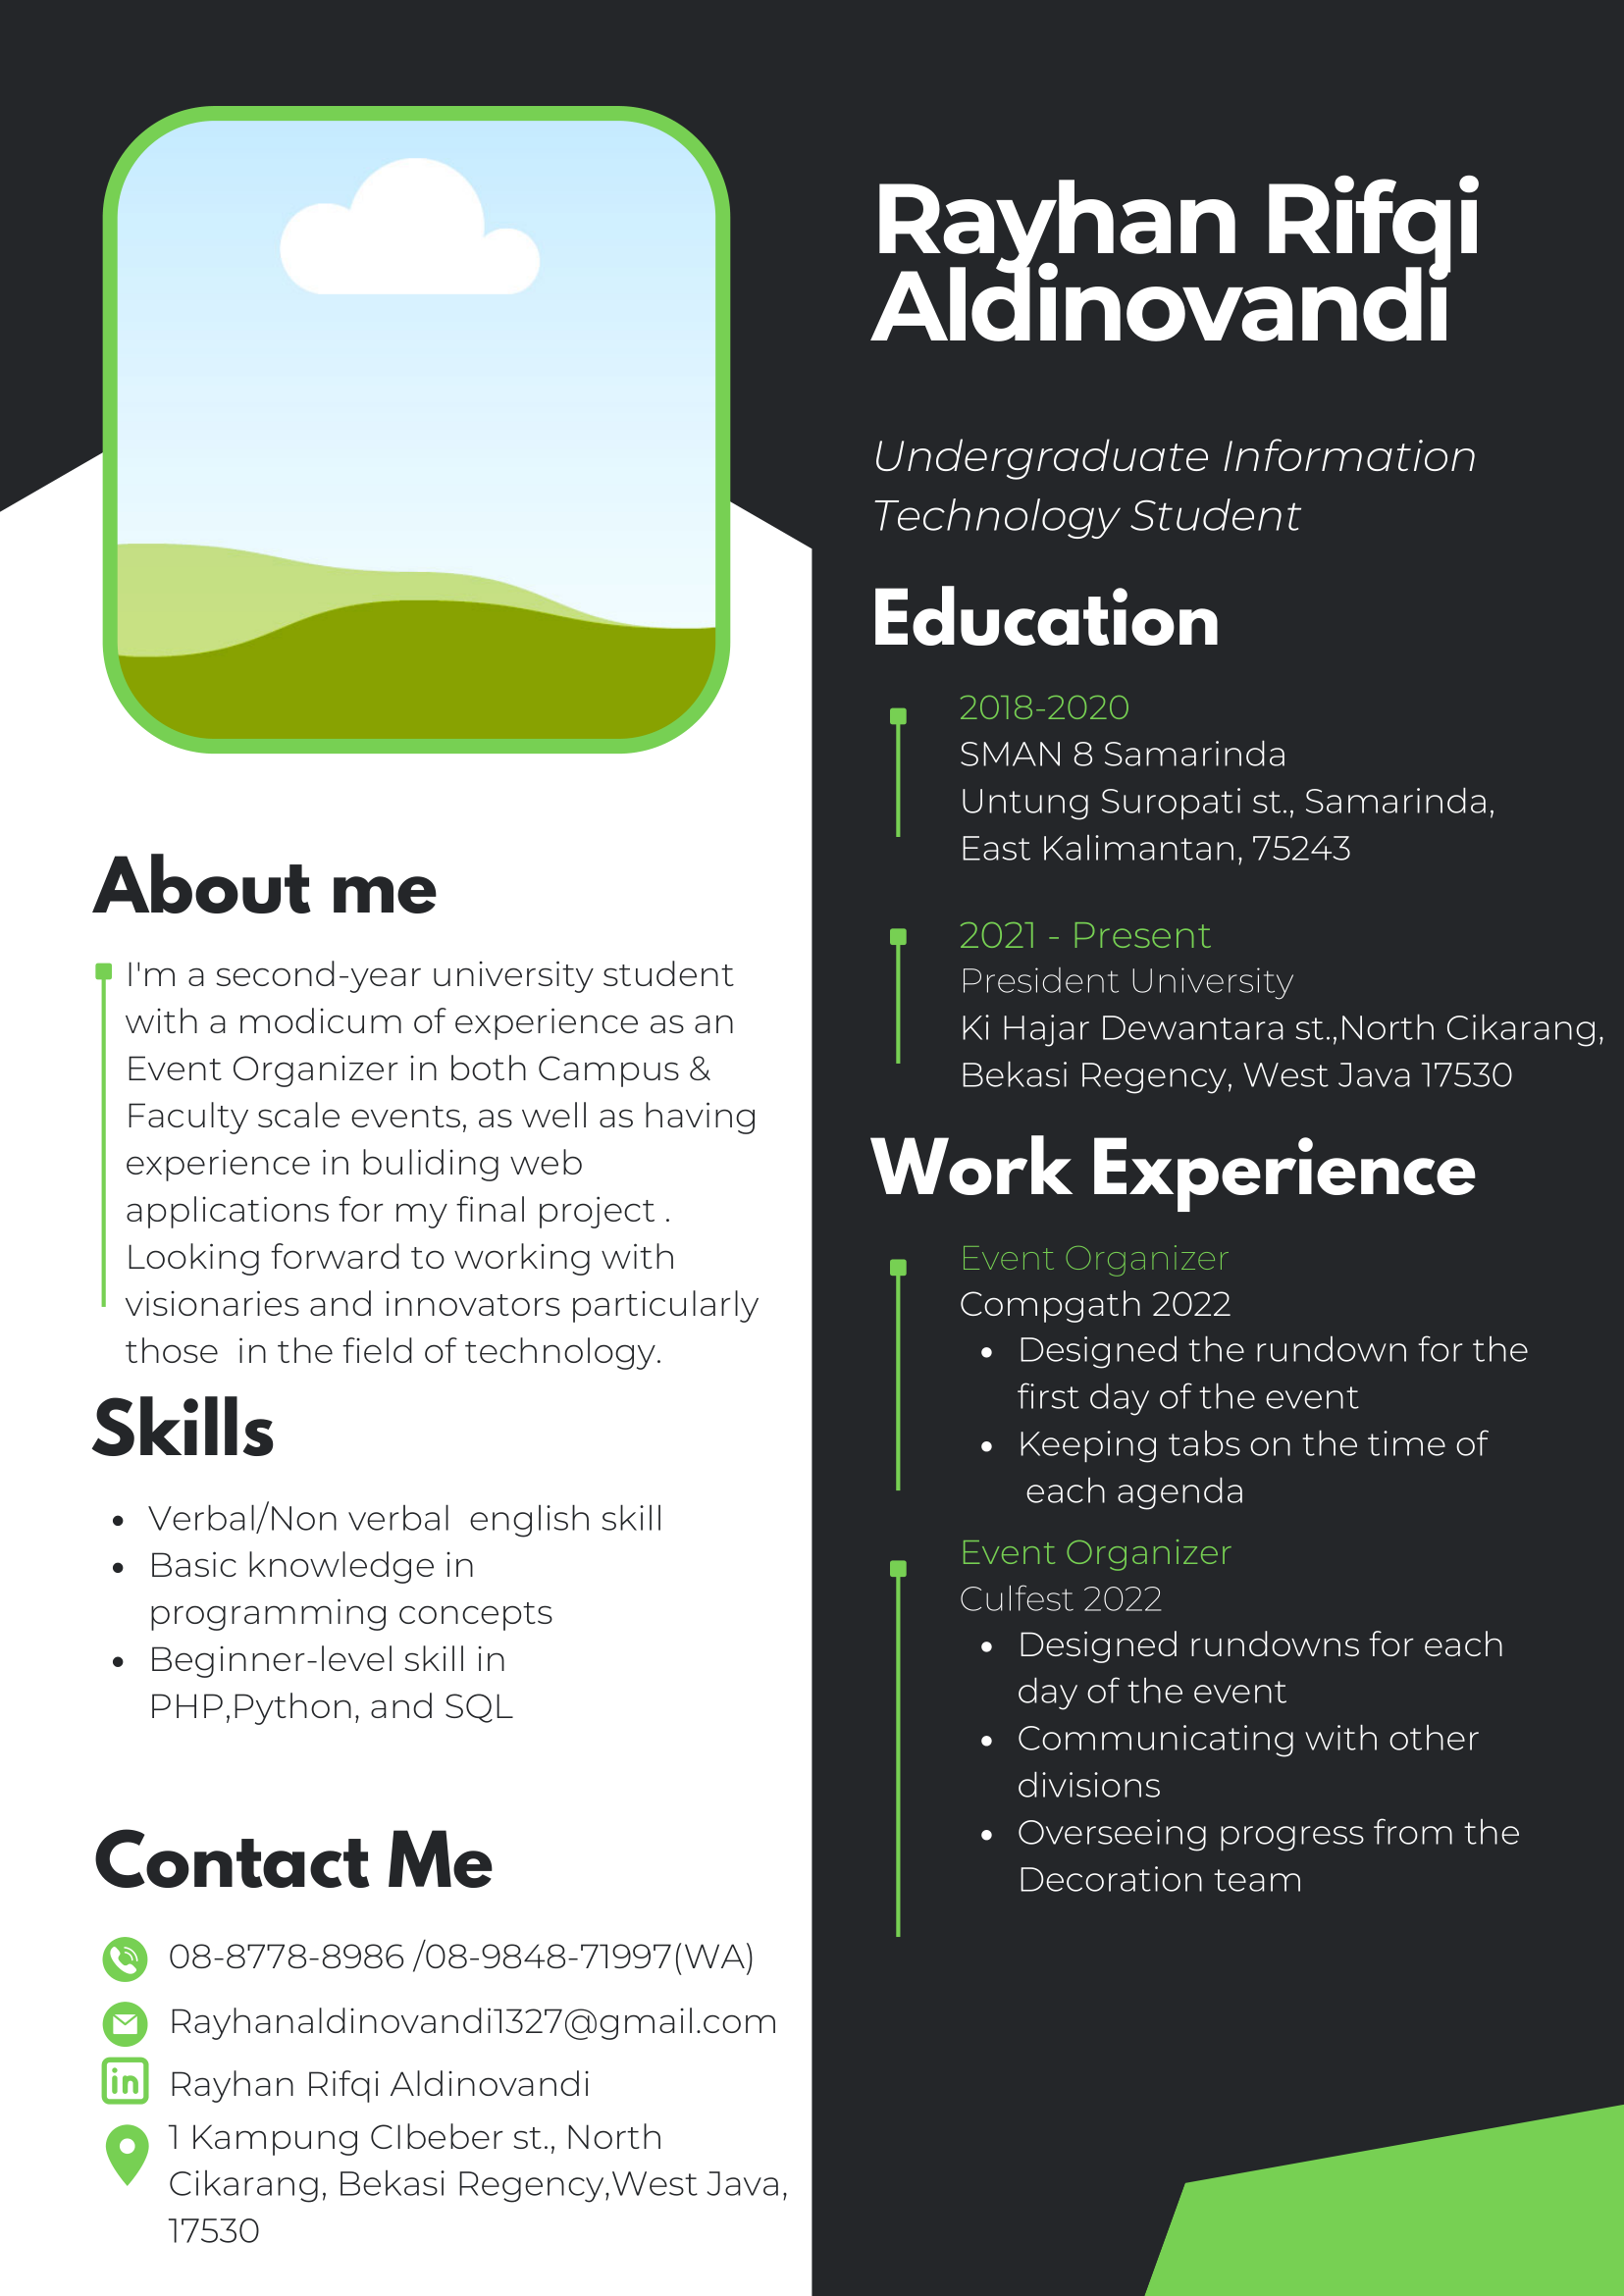 Rayhan Rifqi
Aldinovandi
Undergraduate Information
Technology Student
Education
2018-2020
SMAN 8 Samarinda
Untung Suropati st., Samarinda,
East Kalimantan, 75243
2021 - Present
President University
Ki Hajar Dewantara st.,North Cikarang,
Bekasi Regency, West Java 17530
Work Experience
Event Organizer
Compgath 2022
• Designed the rundown for the
first day of the event
• Keeping tabs on the time of
each agenda
Event Organizer
Culfest 2022
• Designed rundowns for each
day of the event
• Communicating with other
divisions
• Overseeing progress from the
Decoration team
About me
I'm a second-year university student
with a modicum of experience as an
Event Organizer in both Campus &
Faculty scale events, as well as having
experience in buliding web
applications for my final project .
Looking forward to working with
visionaries and innovators particularly
those  in the field of technology.
Skills
• Verbal/Non verbal  english skill
• Basic knowledge in
programming concepts
• Beginner-level skill in
PHP,Python, and SQL
Contact Me
08-8778-8986 /08-9848-71997(WA)
Rayhanaldinovandi1327@gmail.com
in
Rayhan Rifqi Aldinovandi
1 Kampung CIbeber st., North
Cikarang, Bekasi Regency,West Java,
17530